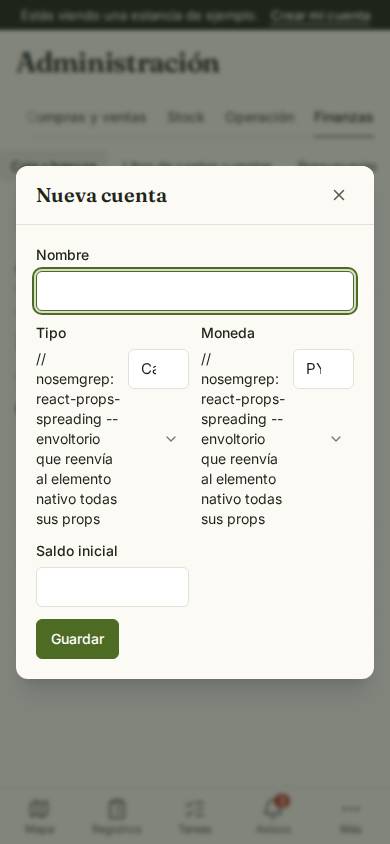 Estás viendo una estancia de ejemplo. Crear mi cuenta
Administración
Compras y ventas Stock Operación Finanzas
Nueva cuenta
Nombre
Tipo Moneda
// nosemgrep: react-props-spreading -- envoltorio que reenvía al elemento nativo todas sus props
Ca
// nosemgrep: react-props-spreading -- envoltorio que reenvía al elemento nativo todas sus props
PY
Saldo inicial
Guardar
Mapa Registros Tareas Avisos Más